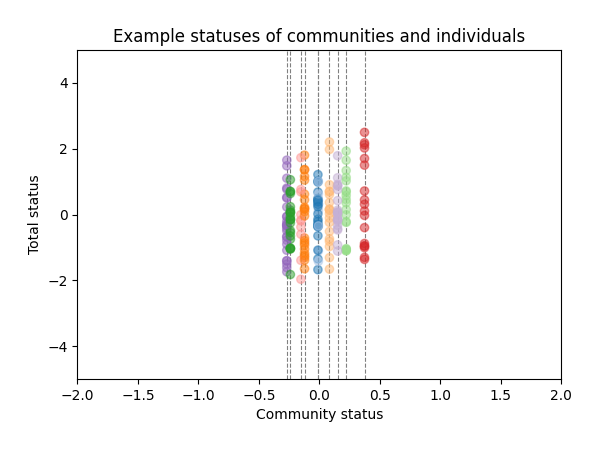 Example statuses of communities and individuals
4
2
0
−2
−4
Total status
−2.0 −1.5 −1.0 −0.5 0.0 0.5 1.0 1.5 2.0
Community status